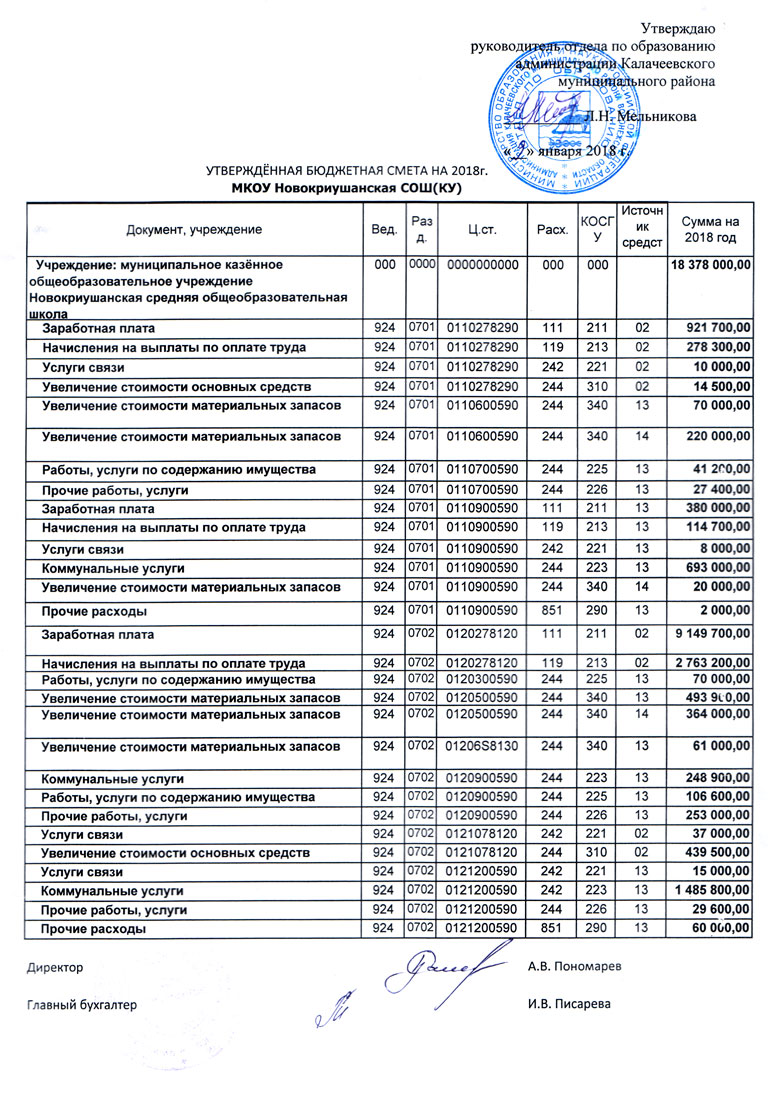 Утверждаю
руководитель отдела по образованию
администрации Калачеевского
муниципального района
Л.Н. Мельникова
« » января 2018 г.
УТВЕРЖДЁННАЯ БЮДЖЕТНАЯ СМЕТА НА 2018г.
МКОУ Новокриушанская СОШ(КУ)
Документ, учреждение Вед. Разд. Ц.ст. Расх. КОСГУ Источник средст Сумма на 2018 год
Учреждение: муниципальное казённое 000 0000 0000000000 000 000 18 378 000,00
общеобразовательное учреждение
Новокриушанская средняя общеобразовательная
школа
Заработная плата 924 0701 0110278290 111 211 02 921 700,00
Начисления на выплаты по оплате труда 924 0701 0110278290 119 213 02 278 300,00
Услуги связи 924 0701 0110278290 242 221 02 10 000,00
Увеличение стоимости основных средств 924 0701 0110278290 244 310 02 14 500,00
Увеличение стоимости материальных запасов 924 0701 0110600590 244 340 13 70 000,00
Увеличение стоимости материальных запасов 924 0701 0110600590 244 340 14 220 000,00
Работы, услуги по содержанию имущества 924 0701 0110700590 244 225 13 41 200,00
Прочие работы, услуги 924 0701 0110700590 244 226 13 27 400,00
Заработная плата 924 0701 0110900590 111 211 13 380 000,00
Начисления на выплаты по оплате труда 924 0701 0110900590 119 213 13 114 700,00
Услуги связи 924 0701 0110900590 242 221 13 8 000,00
Коммунальные услуги 924 0701 0110900590 244 223 13 693 000,00
Увеличение стоимости материальных запасов 924 0701 0110900590 244 340 14 20 000,00
Прочие расходы 924 0701 0110900590 851 290 13 2 000,00
Заработная плата 924 0702 0120278120 111 211 02 9 149 700,00
Начисления на выплаты по оплате труда 924 0702 0120278120 119 213 02 2 763 200,00
Работы, услуги по содержанию имущества 924 0702 0120300590 244 225 13 70 000,00
Увеличение стоимости материальных запасов 924 0702 0120500590 244 340 13 493 900,00
Увеличение стоимости материальных запасов 924 0702 0120500590 244 340 14 364 000,00
Увеличение стоимости материальных запасов 924 0702 01206S8130 244 340 13 61 000,00
Коммунальные услуги 924 0702 0120900590 244 223 13 248 900,00
Работы, услуги по содержанию имущества 924 0702 0120900590 244 225 13 106 600,00
Прочие работы, услуги 924 0702 0120900590 244 226 13 253 000,00
Услуги связи 924 0702 0121078120 242 221 02 37 000,00
Увеличение стоимости основных средств 924 0702 0121078120 244 310 02 439 500,00
Услуги связи 924 0702 0121200590 242 221 13 15 000,00
Коммунальные услуги 924 0702 0121200590 242 223 13 1 485 800,00
Прочие работы, услуги 924 0702 0121200590 244 226 13 29 600,00
Прочие расходы 924 0702 0121200590 851 290 13 60 000,00
Директор А.В. Пономарев
Главный бухгалтер И.В. Писарева